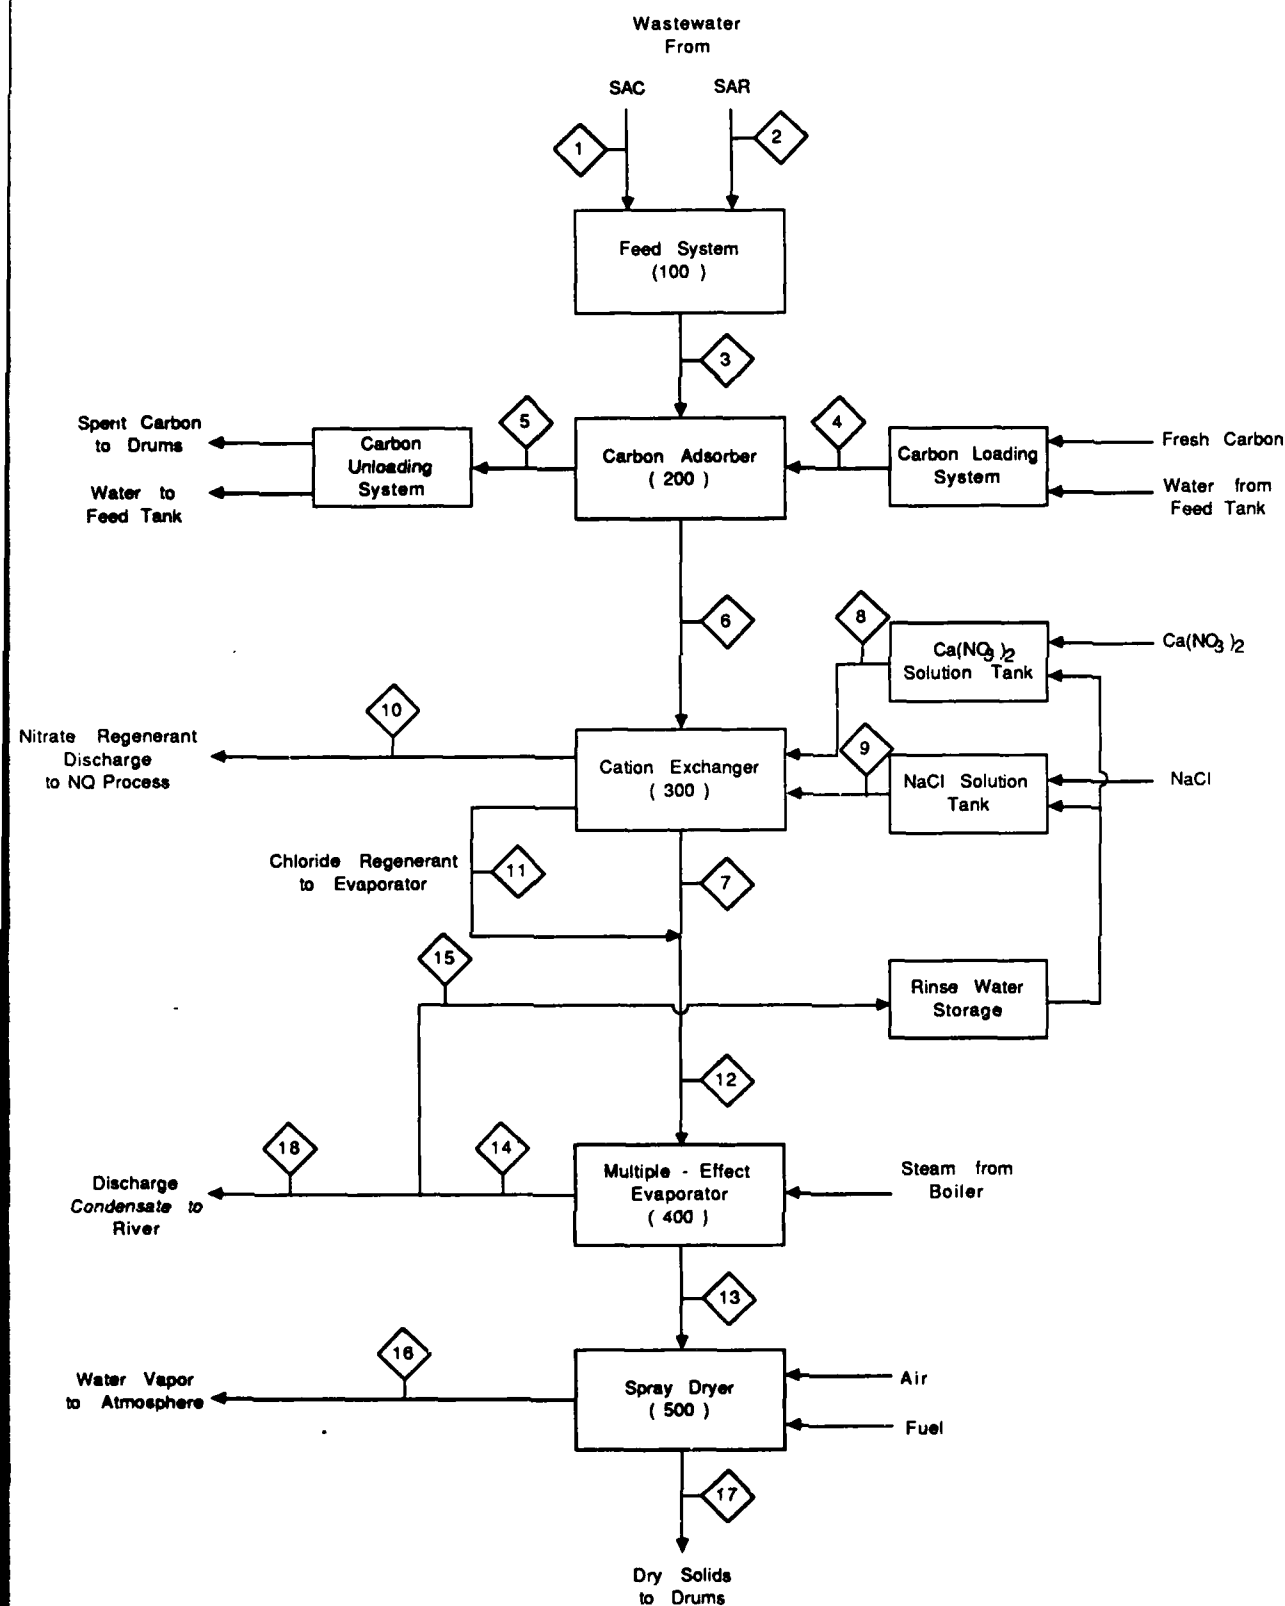 Wastewater
From
SAC
SAR
1
2
Feed System
(100 )
3
Spent Carbon
to Drums
Water to
Feed Tank
Carbon
Unloading
System
5
Carbon Adsorber
( 200 )
4
Carbon Loading
System
Fresh Carbon
Water from
Feed Tank
6
8
Ca(NO3)2
Solution Tank
Ca(NO3)2
10
Nitrate Regenerant
Discharge
to NQ Process
Cation Exchanger
( 300 )
9
NaCl Solution
Tank
NaCl
Chloride Regenerant
to Evaporator
11
7
15
Rinse Water
Storage
12
18
14
Discharge
Condensate to
River
Multiple - Effect
Evaporator
( 400 )
Steam from
Boiler
13
16
Water Vapor
to Atmosphere
Spray Dryer
( 500 )
Air
Fuel
17
Dry Solids
to Drums